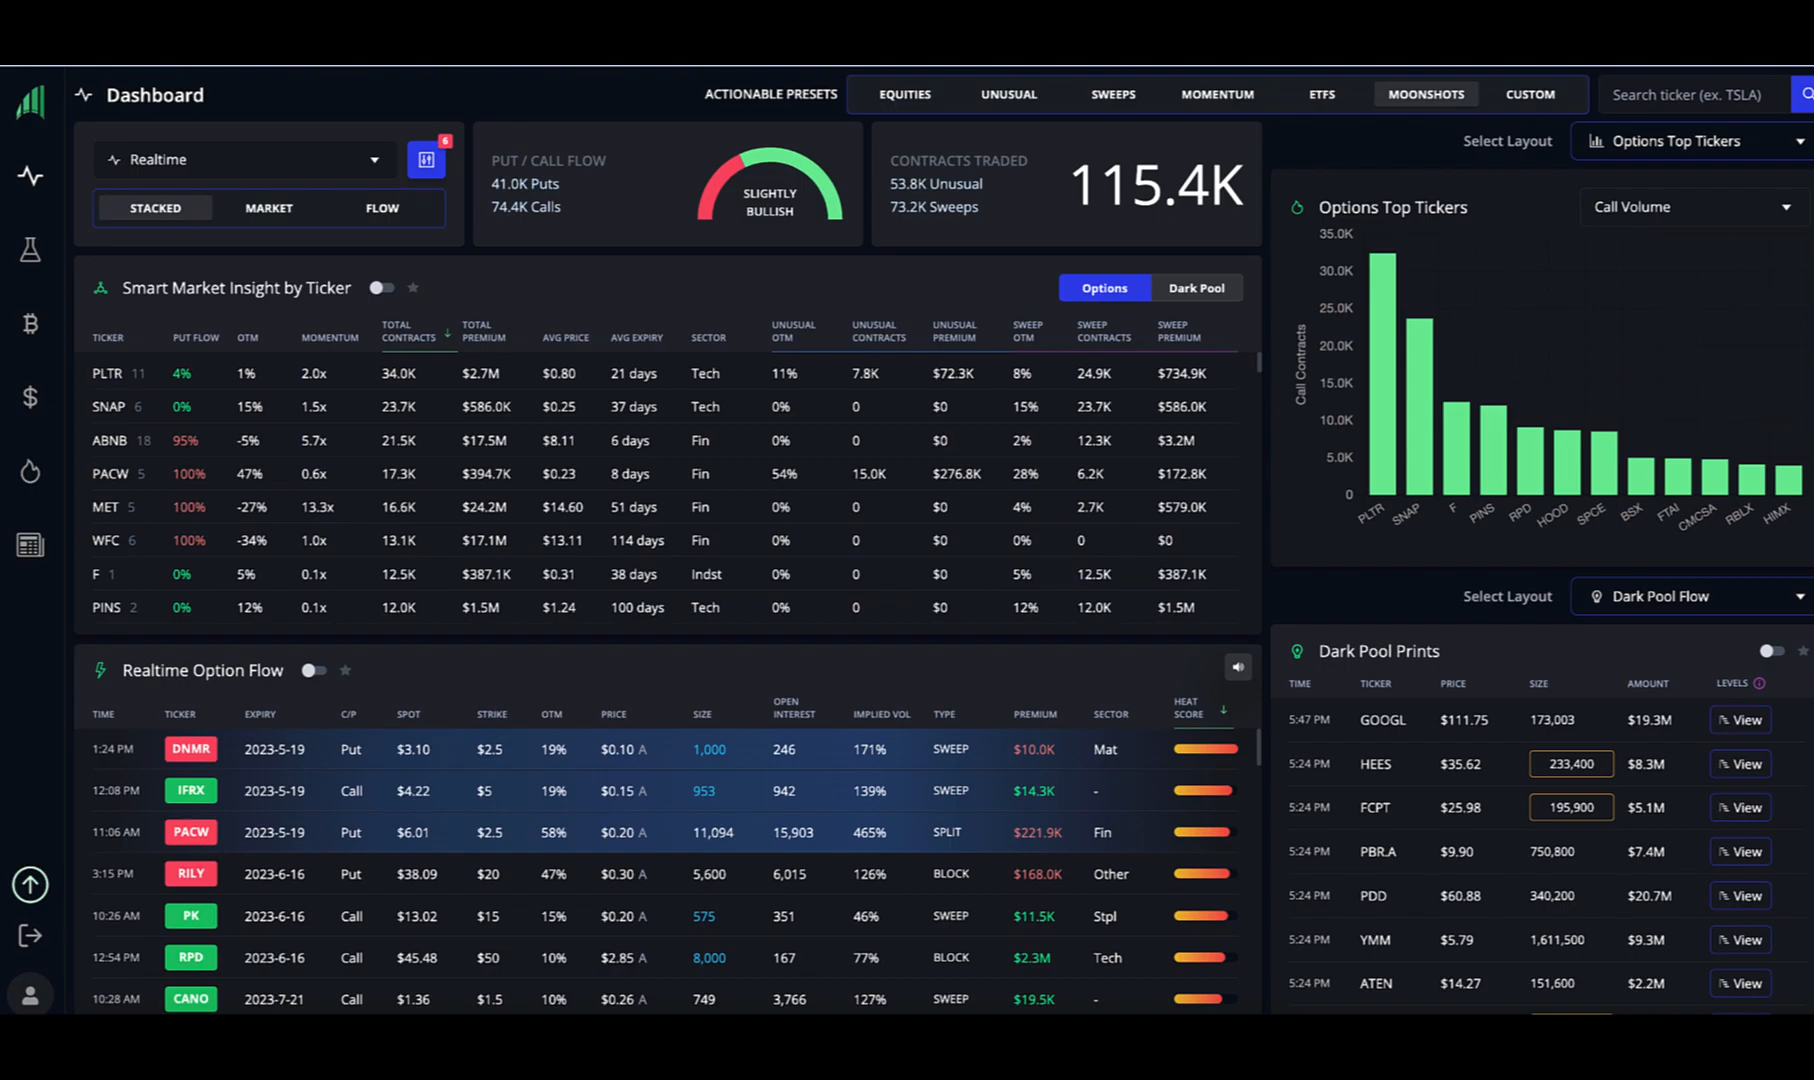 Dashboard
ACTIONABLE PRESETS
EQUITIES UNUSUAL SWEEPS MOMENTUM ETFS MOONSHOTS CUSTOM
Search ticker (ex. TSLA)
Realtime
6
STACKED MARKET FLOW
PUT / CALL FLOW
41.0K Puts
74.4K Calls
SLIGHTLY
BULLISH
CONTRACTS TRADED
53.8K Unusual
73.2K Sweeps
115.4K
Smart Market Insight by Ticker
Options Dark Pool
TICKER PUT FLOW OTM MOMENTUM TOTAL CONTRACTS TOTAL PREMIUM AVG PRICE AVG EXPIRY SECTOR UNUSUAL OTM UNUSUAL CONTRACTS UNUSUAL PREMIUM SWEEP OTM SWEEP CONTRACTS SWEEP PREMIUM
PLTR 11 4% 1% 2.0x 34.0K $2.7M $0.80 21 days Tech 11% 7.8K $72.3K 8% 24.9K $734.9K
SNAP 6 0% 15% 1.5x 23.7K $586.0K $0.25 37 days Tech 0% 0 $0 15% 23.7K $586.0K
ABNB 18 95% -5% 5.7x 21.5K $17.5M $8.11 6 days Fin 0% 0 $0 2% 12.3K $3.2M
PACW 5 100% 47% 0.6x 17.3K $394.7K $0.23 8 days Fin 54% 15.0K $276.8K 28% 6.2K $172.8K
MET 5 100% -27% 13.3x 16.6K $24.2M $14.60 51 days Fin 0% 0 $0 4% 2.7K $579.0K
WFC 6 100% -34% 1.0x 13.1K $17.1M $13.11 114 days Fin 0% 0 $0 0% 0 $0
F 1 0% 5% 0.1x 12.5K $387.1K $0.31 38 days Indst 0% 0 $0 5% 12.5K $387.1K
PINS 2 0% 12% 0.1x 12.0K $1.5M $1.24 100 days Tech 0% 0 $0 12% 12.0K $1.5M
Realtime Option Flow
TIME TICKER EXPIRY C/P SPOT STRIKE OTM PRICE SIZE OPEN INTEREST IMPLIED VOL TYPE PREMIUM SECTOR HEAT SCORE
1:24 PM DNMR 2023-5-19 Put $3.10 $2.5 19% $0.10 A 1,000 246 171% SWEEP $10.0K Mat
12:08 PM IFRX 2023-5-19 Call $4.22 $5 19% $0.15 A 953 942 139% SWEEP $14.3K -
11:06 AM PACW 2023-5-19 Put $6.01 $2.5 58% $0.20 A 11,094 15,903 465% SPLIT $221.9K Fin
3:15 PM RILY 2023-6-16 Put $38.09 $20 47% $0.30 A 5,600 6,015 126% BLOCK $168.0K Other
10:26 AM PK 2023-6-16 Call $13.02 $15 15% $0.20 A 575 351 46% SWEEP $11.5K Stpl
12:54 PM RPD 2023-6-16 Call $45.48 $50 10% $2.85 A 8,000 167 77% BLOCK $2.3M Tech
10:28 AM CANO 2023-7-21 Call $1.36 $1.5 10% $0.26 A 749 3,766 127% SWEEP $19.5K -
Select Layout
Options Top Tickers
Options Top Tickers
Call Volume
Call Contracts
35.0K
30.0K
25.0K
20.0K
15.0K
10.0K
5.0K
0
PLTR SNAP F PINS RPD HOOD SPCE BSX FTAI CMCSA RBLX HIMX
Select Layout
Dark Pool Flow
Dark Pool Prints
TIME TICKER PRICE SIZE AMOUNT LEVELS
5:47 PM GOOGL $111.75 173,003 $19.3M View
5:24 PM HEES $35.62 233,400 $8.3M View
5:24 PM FCPT $25.98 195,900 $5.1M View
5:24 PM PBR.A $9.90 750,800 $7.4M View
5:24 PM PDD $60.88 340,200 $20.7M View
5:24 PM YMM $5.79 1,611,500 $9.3M View
5:24 PM ATEN $14.27 151,600 $2.2M View